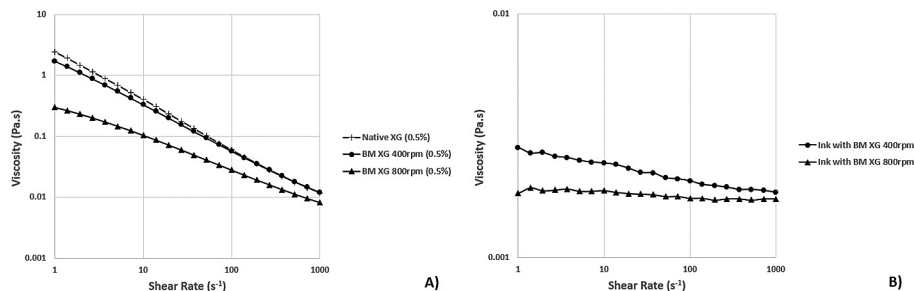 10
1
0.1
0.01
0.001
Viscosity (Pa.s)
1 10 100 1000
Shear Rate (s⁻¹)
Native XG (0.5%)
BM XG 400rpm (0.5%)
BM XG 800rpm (0.5%)
A)
0.01
0.001
Viscosity (Pa.s)
1 10 100 1000
Shear Rate (s⁻¹)
Ink with BM XG 400rpm
Ink with BM XG 800rpm
B)